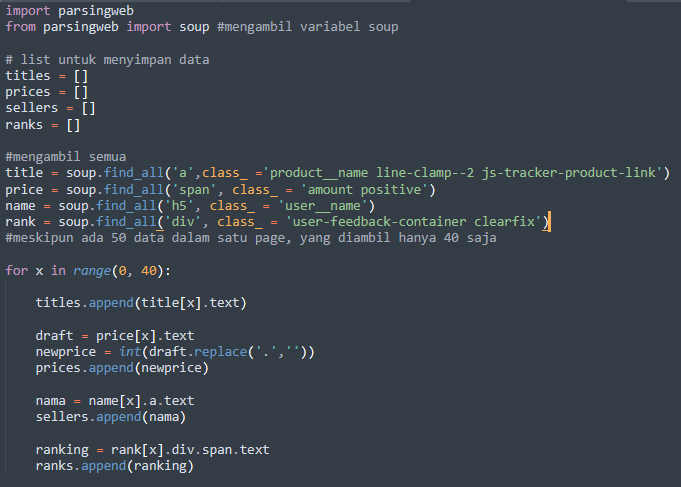 import parsingweb
from parsingweb import soup #mengambil variabel soup
# list untuk menyimpan data
titles = []
prices = []
sellers = []
ranks = []
#mengambil semua
title = soup.find_all('a',class_ ='product__name line-clamp--2 js-tracker-product-link')
price = soup.find_all('span', class_ = 'amount positive')
name = soup.find_all('h5', class_ = 'user__name')
rank = soup.find_all('div', class_ = 'user-feedback-container clearfix')
#meskipun ada 50 data dalam satu page, yang diambil hanya 40 saja
for x in range(0, 40):
titles.append(title[x].text)
draft = price[x].text
newprice = int(draft.replace('.',''))
prices.append(newprice)
nama = name[x].a.text
sellers.append(nama)
ranking = rank[x].div.span.text
ranks.append(ranking)